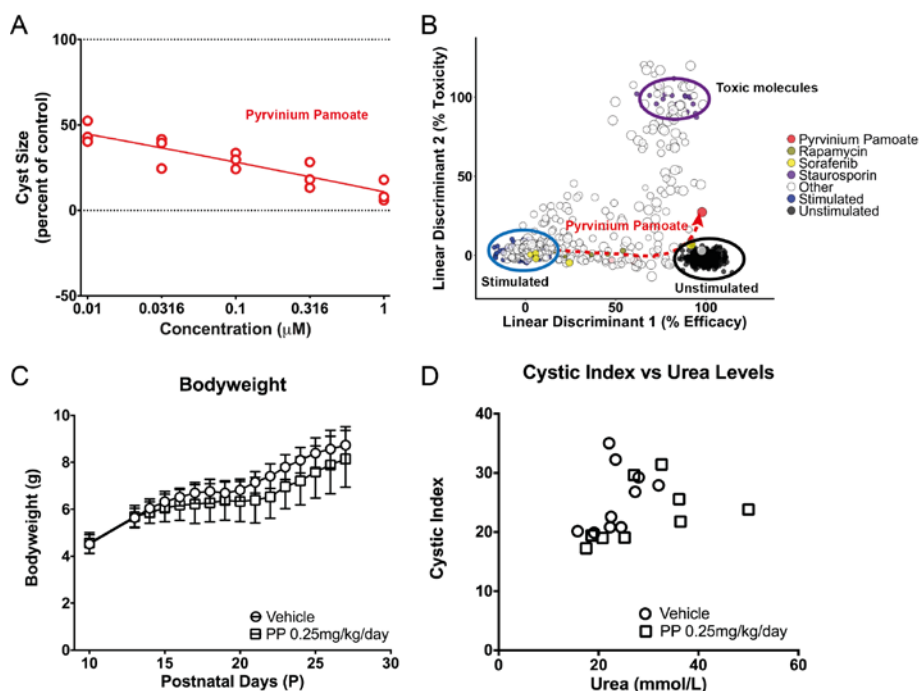 A
100
50
0
-50
Cyst Size
(percent of control)
Pyrvinium Pamoate
0.01
0.0316
0.1
0.316
1
Concentration (μM)
B
100
50
0
Linear Discriminant 2 (% Toxicity)
Toxic molecules
Pyrvinium Pamoate
Stimulated
Unstimulated
Pyrvinium Pamoate
Rapamycin
Sorafenib
Staurosporin
Other
Stimulated
Unstimulated
0
50
100
Linear Discriminant 1 (% Efficacy)
C
Bodyweight
10
8
6
4
2
0
Bodyweight (g)
Vehicle
PP 0.25mg/kg/day
10
15
20
25
30
Postnatal Days (P)
D
Cystic Index vs Urea Levels
40
30
20
10
0
Cystic Index
Vehicle
PP 0.25mg/kg/day
0
20
40
60
Urea (mmol/L)